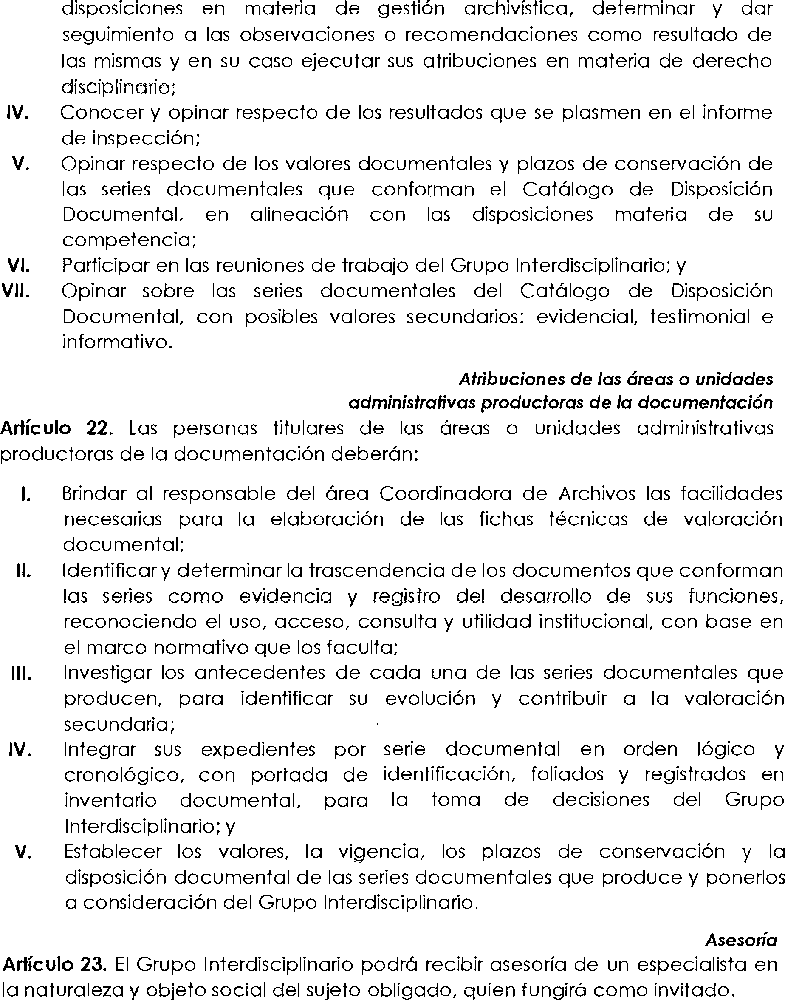 disposiciones en materia de gestión archivística, determinar y dar
seguimiento a las observaciones o recomendaciones como resultado de
las mismas y en su caso ejecutar sus atribuciones en materia de derecho
disciplinario;
IV. Conocer y opinar respecto de los resultados que se plasmen en el informe
de inspección;
V. Opinar respecto de los valores documentales y plazos de conservación de
las series documentales que conforman el Catálogo de Disposición
Documental, en alineación con las disposiciones materia de su
competencia;
VI. Participar en las reuniones de trabajo del Grupo Interdisciplinario; y
VII. Opinar sobre las series documentales del Catálogo de Disposición
Documental, con posibles valores secundarios: evidencial, testimonial e
informativo.
Atribuciones de las áreas o unidades
administrativas productoras de la documentación
Artículo 22. Las personas titulares de las áreas o unidades administrativas
productoras de la documentación deberán:
I. Brindar al responsable del área Coordinadora de Archivos las facilidades
necesarias para la elaboración de las fichas técnicas de valoración
documental;
II. Identificar y determinar la trascendencia de los documentos que conforman
las series como evidencia y registro del desarrollo de sus funciones,
reconociendo el uso, acceso, consulta y utilidad institucional, con base en
el marco normativo que los faculta;
III. Investigar los antecedentes de cada una de las series documentales que
producen, para identificar su evolución y contribuir a la valoración
secundaria;
IV. Integrar sus expedientes por serie documental en orden lógico y
cronológico, con portada de identificación, foliados y registrados en
inventario documental, para la toma de decisiones del Grupo
Interdisciplinario; y
V. Establecer los valores, la vigencia, los plazos de conservación y la
disposición documental de las series documentales que produce y ponerlos
a consideración del Grupo Interdisciplinario.
Asesoría
Artículo 23. El Grupo Interdisciplinario podrá recibir asesoría de un especialista en
la naturaleza y objeto social del sujeto obligado, quien fungirá como invitado.